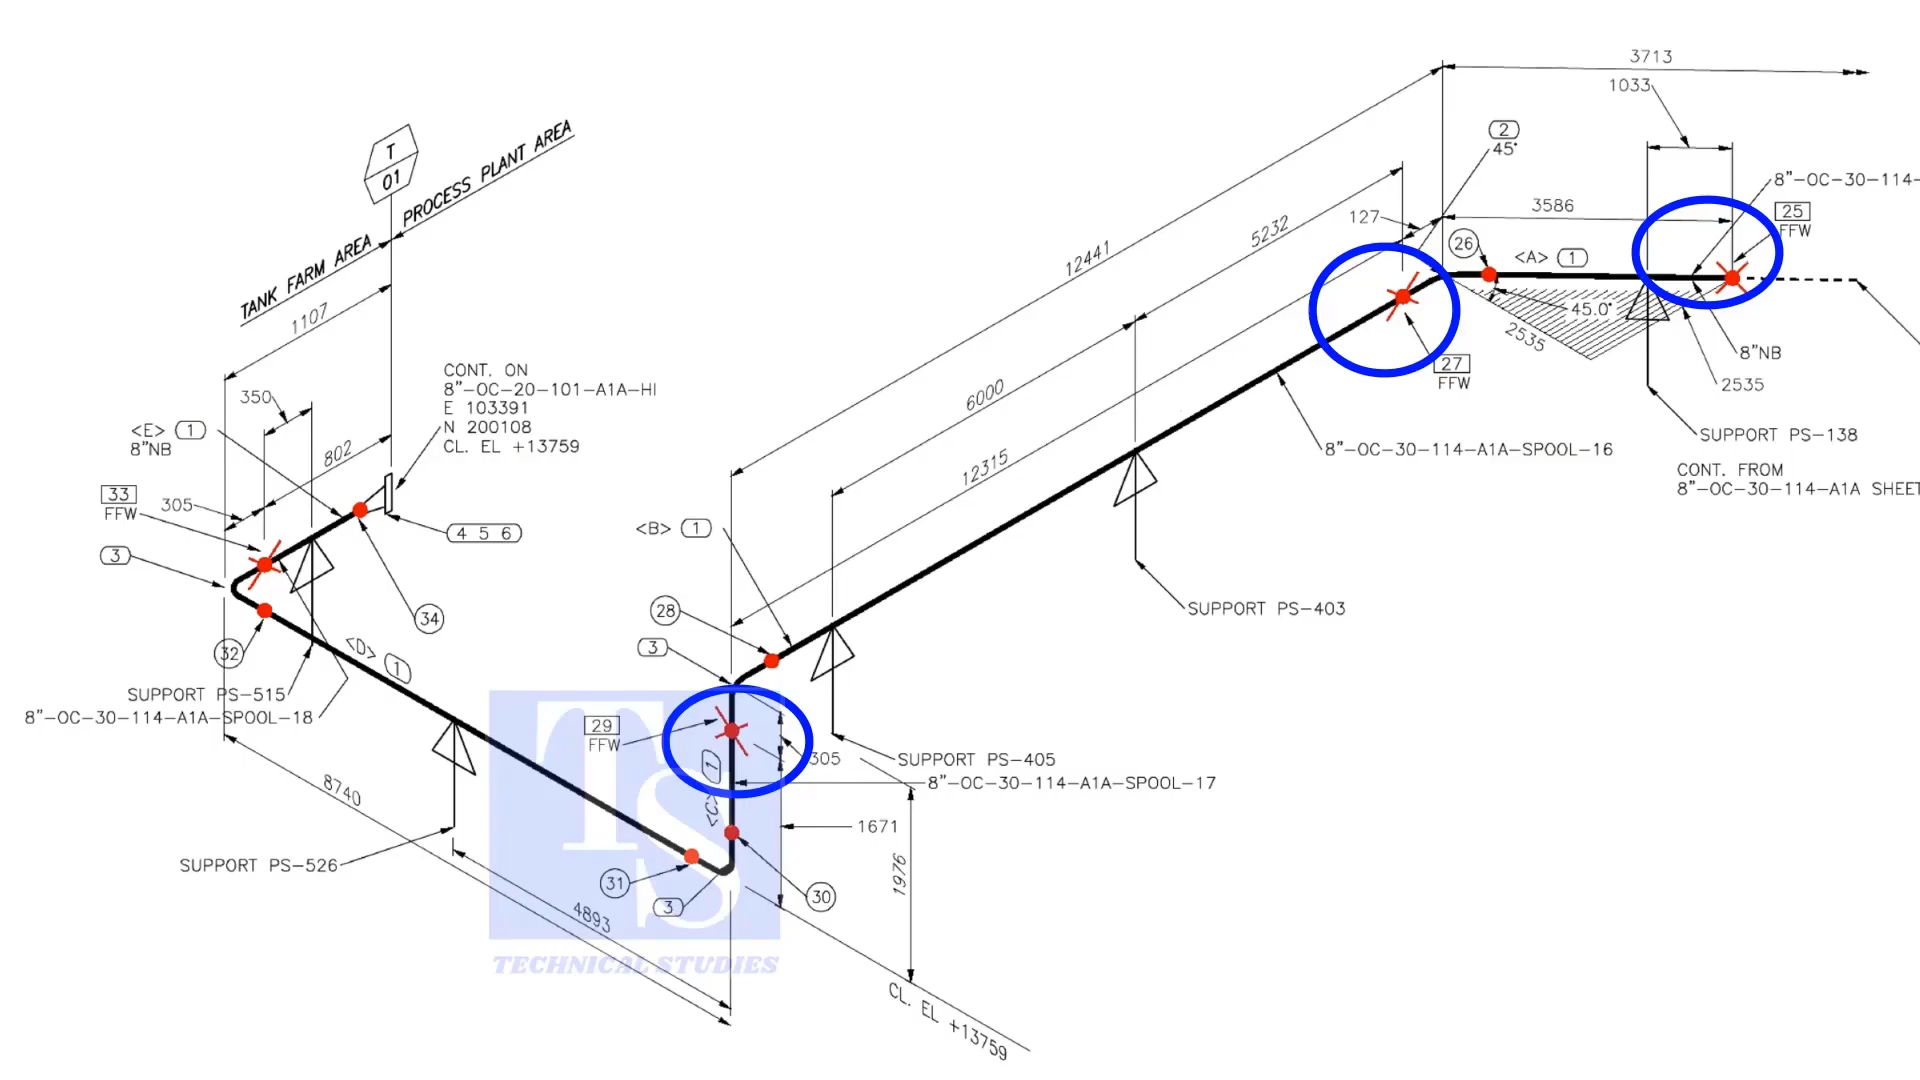 3713
1033
2
45°
8"-OC-30-114-
25
FFW
T
01
PROCESS PLANT AREA
TANK FARM AREA
1107
12441
5232
127
3586
26
<A> 1
45.0°
2535
8"NB
2535
27
FFW
SUPPORT PS-138
CONT. FROM
8"-OC-30-114-A1A SHEET
8"-OC-30-114-A1A-SPOOL-16
6000
12315
CONT. ON
8"-OC-20-101-A1A-HI
E 103391
N 200108
CL. EL +13759
350
<E> 1
8"NB
802
33
FFW
305
3
4 5 6
34
32
<D> 1
<B> 1
SUPPORT PS-403
28
3
SUPPORT PS-515
8"-OC-30-114-A1A-SPOOL-18
29
FFW
305
SUPPORT PS-405
8"-OC-30-114-A1A-SPOOL-17
<C> 1
8740
1671
1976
SUPPORT PS-526
31
3
30
4893
TS
TECHNICAL STUDIES
CL. EL +13759